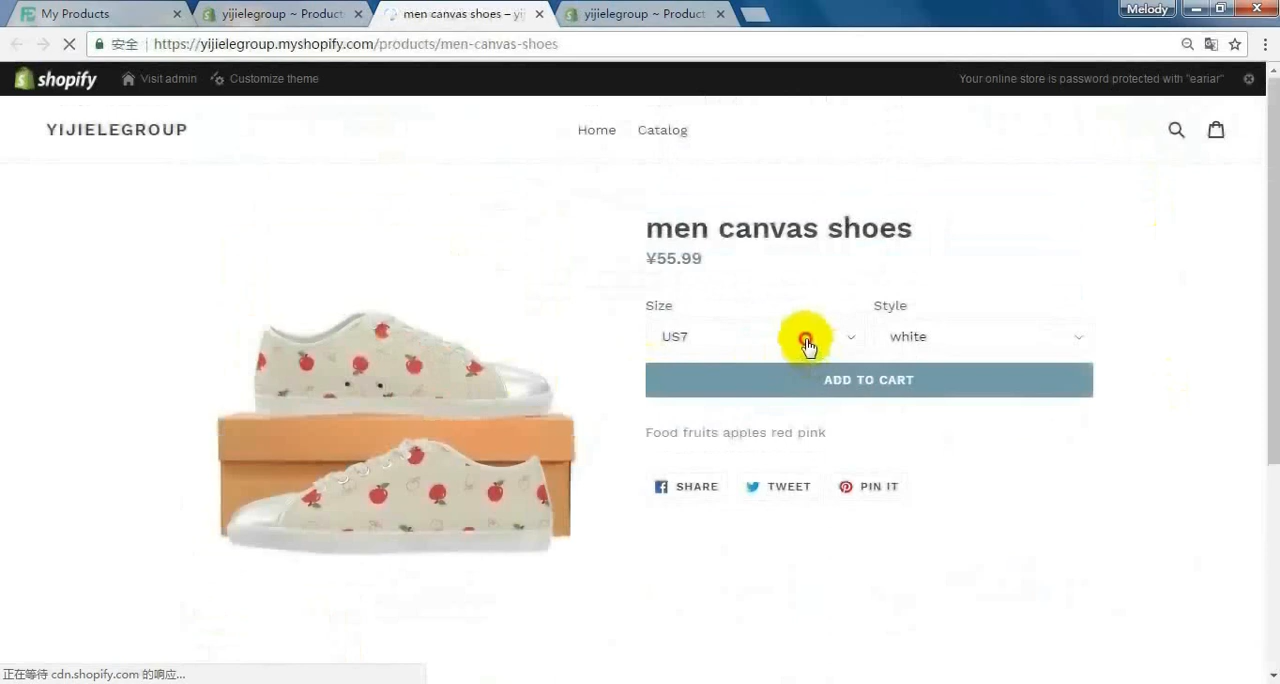 My Products
yijielegroup ~ Product
men canvas shoes – yi
yijielegroup ~ Product
Melody
安全
https://yijielegroup.myshopify.com/products/men-canvas-shoes
shopify
Visit admin
Customize theme
Your online store is password protected with "eariar"
YIJIELEGROUP
Home
Catalog
men canvas shoes
¥55.99
Size
Style
US7
white
ADD TO CART
Food fruits apples red pink
SHARE
TWEET
PIN IT
正在等待 cdn.shopify.com 的响应...